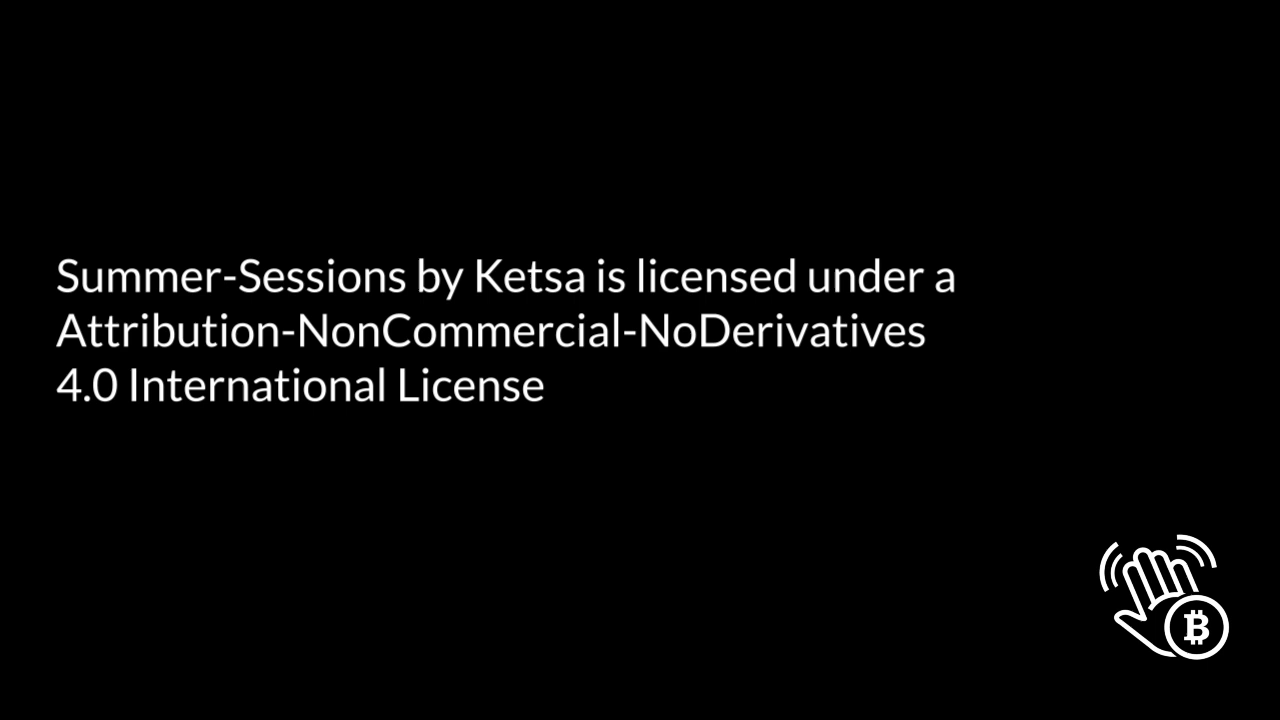 Summer-Sessions by Ketsa is licensed under a
Attribution-NonCommercial-NoDerivatives
4.0 International License